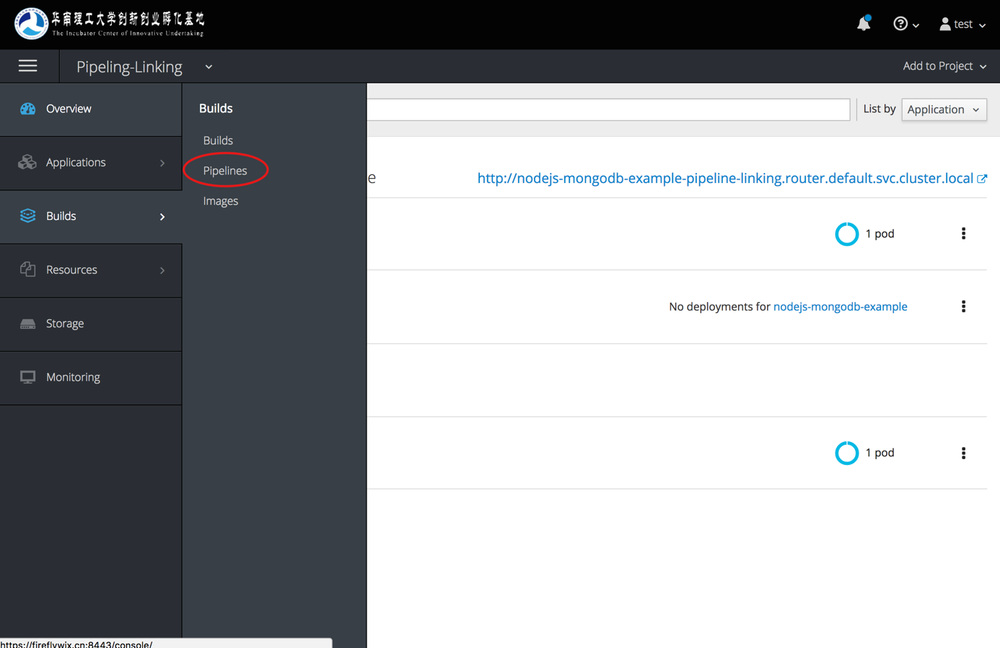 华南理工大学创新创业孵化基地
The Incubator Center of Innovative Undertaking
test
Pipeling-Linking
Add to Project
Overview
Applications
Builds
Resources
Storage
Monitoring
Builds
Builds
Pipelines
Images
List by
Application
e
http://nodejs-mongodb-example-pipeline-linking.router.default.svc.cluster.local
1 pod
No deployments for nodejs-mongodb-example
1 pod
https://fireflywix.cn:8443/console/